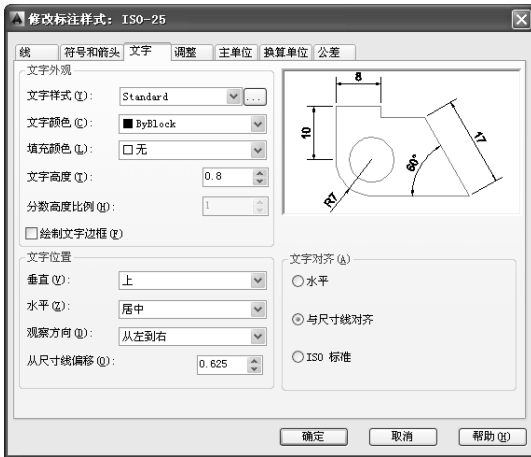 修改标注样式: ISO-25
线 符号和箭头 文字 调整 主单位 换算单位 公差
文字外观
文字样式(Y): Standard ...
文字颜色(C): ByBlock
填充颜色(L): 无
文字高度(T): 0.8
分数高度比例(H): 1
绘制文字边框(F)
8
10
17
60°
R7
文字位置
垂直(V): 上
水平(Z): 居中
观察方向(D): 从左到右
从尺寸线偏移(O): 0.625
文字对齐(A)
水平
与尺寸线对齐
ISO 标准
确定 取消 帮助(H)